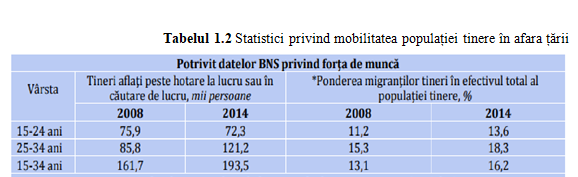 Tabelul 1.2 Statistici privind mobilitatea populației tinere în afara țării
Potrivit datelor BNS privind forța de muncă
Vârsta
Tineri aflați peste hotare la lucru sau în
căutare de lucru, mii persoane
*Ponderea migranților tineri în efectivul total al
populației tinere, %
2008 2014 2008 2014
15-24 ani 75,9 72,3 11,2 13,6
25-34 ani 85,8 121,2 15,3 18,3
15-34 ani 161,7 193,5 13,1 16,2